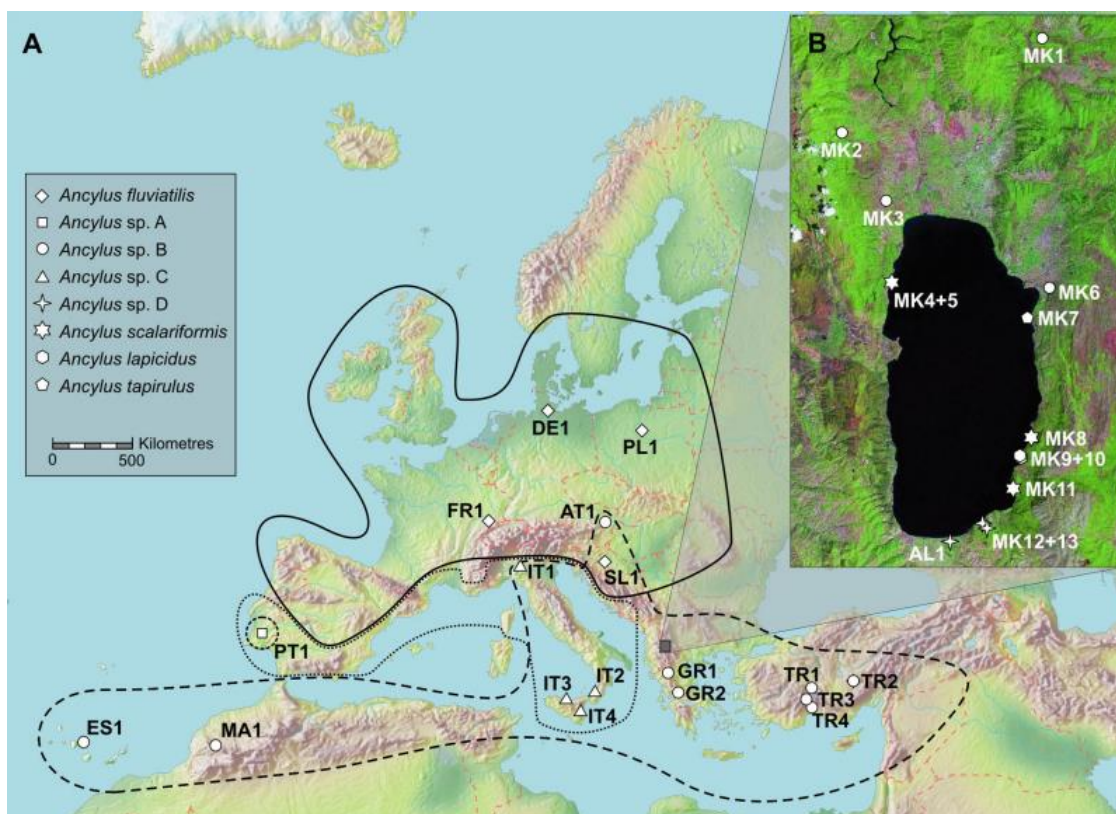 A
B
Ancylus fluviatilis
Ancylus sp. A
Ancylus sp. B
Ancylus sp. C
Ancylus sp. D
Ancylus scalariformis
Ancylus lapicidus
Ancylus tapirulus
Kilometres
0 500
MK1
MK2
MK3
MK4+5
MK6
MK7
MK8
MK9+10
MK11
MK12+13
AL1
DE1
PL1
FR1
AT1
IT1
SL1
PT1
IT2
IT3
IT4
GR1
GR2
TR1
TR2
TR3
TR4
ES1
MA1